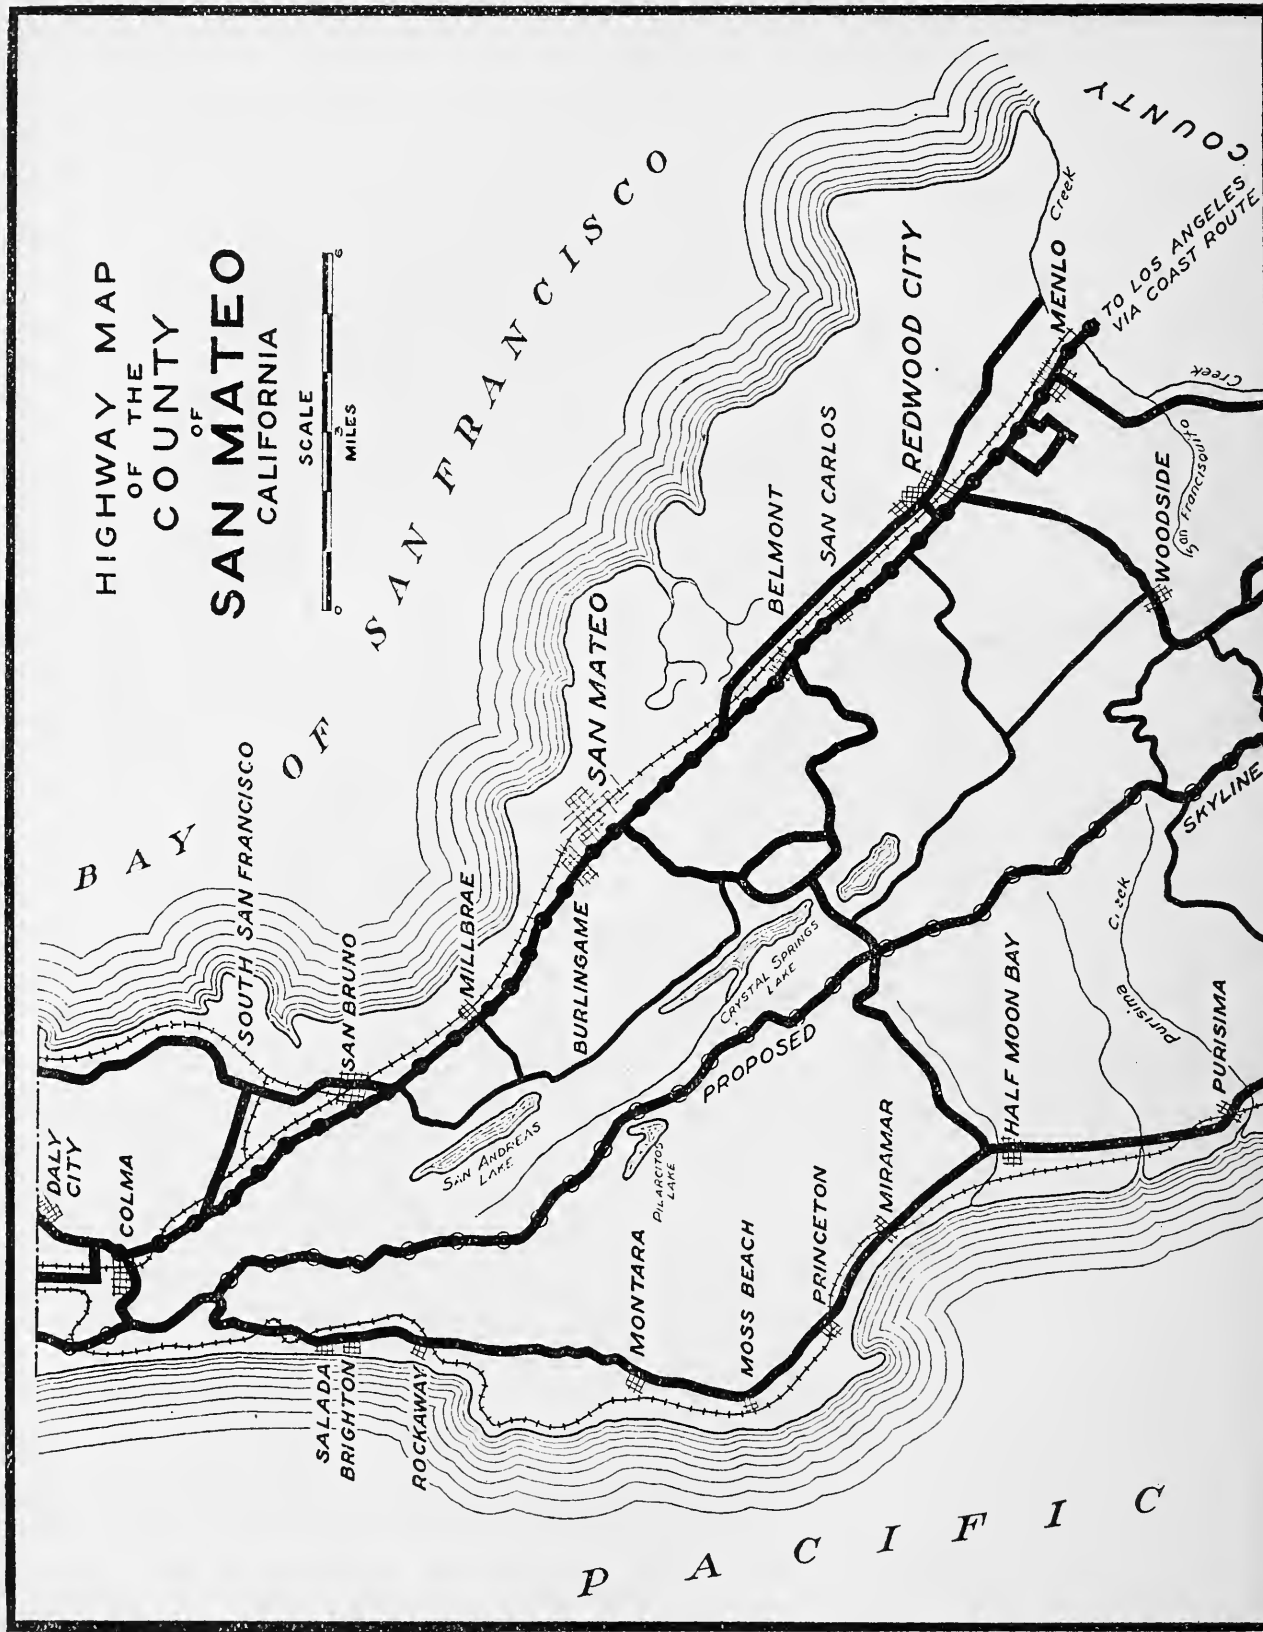 HIGHWAY MAP
OF THE
COUNTY
OF
SAN MATEO
CALIFORNIA
SCALE
0 3 6
MILES
BAY OF SAN FRANCISCO
COUNTY
SOUTH SAN FRANCISCO
SAN BRUNO
MILLBRAE
BURLINGAME
SAN MATEO
BELMONT
SAN CARLOS
REDWOOD CITY
MENLO
Creek
TO LOS ANGELES
VIA COAST ROUTE
Creek
San Francisquito
WOODSIDE
DALY
CITY
COLMA
SAN ANDREAS
LAKE
CRYSTAL SPRINGS
LAKE
PILARCITOS
LAKE
PROPOSED
SKYLINE
SALADA
BRIGHTON
ROCKAWAY
MONTARA
MOSS BEACH
PRINCETON
MIRAMAR
HALF MOON BAY
Purisima Creek
PURISIMA
PACIFIC